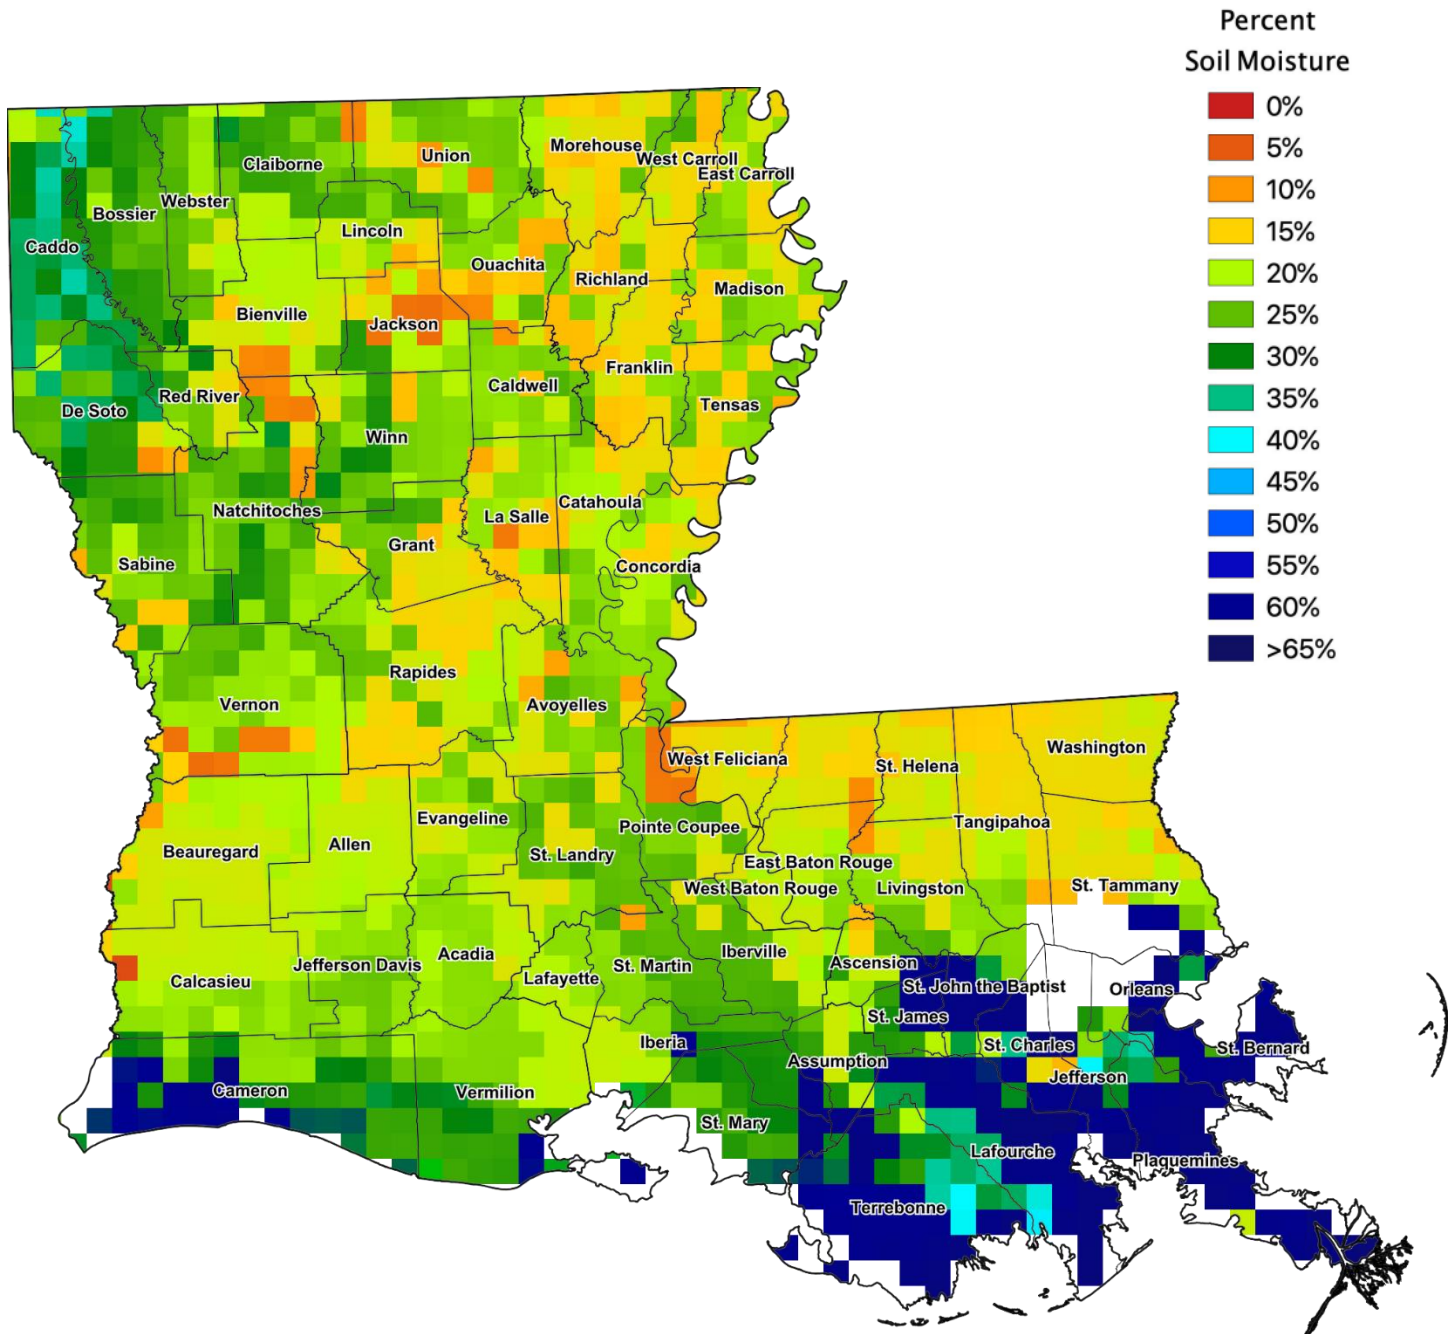 Percent
Soil Moisture
0%
5%
10%
15%
20%
25%
30%
35%
40%
45%
50%
55%
60%
>65%
Morehouse
Union
West Carroll
Claiborne
East Carroll
Webster
Bossier
Lincoln
Caddo
Ouachita
Richland
Madison
Bienville
Jackson
Franklin
Caldwell
Red River
Tensas
De Soto
Winn
Catahoula
Natchitoches
La Salle
Grant
Sabine
Concordia
Rapides
Vernon
Avoyelles
Washington
West Feliciana
St. Helena
Evangeline
Tangipahoa
Pointe Coupee
Allen
Beauregard
St. Landry
East Baton Rouge
St. Tammany
West Baton Rouge
Livingston
Iberville
Acadia
Ascension
Jefferson Davis
St. Martin
Lafayette
Calcasieu
St. John the Baptist
Orleans
St. James
Iberia
St. Charles
St. Bernard
Assumption
Jefferson
Cameron
Vermilion
St. Mary
Lafourche
Plaquemines
Terrebonne